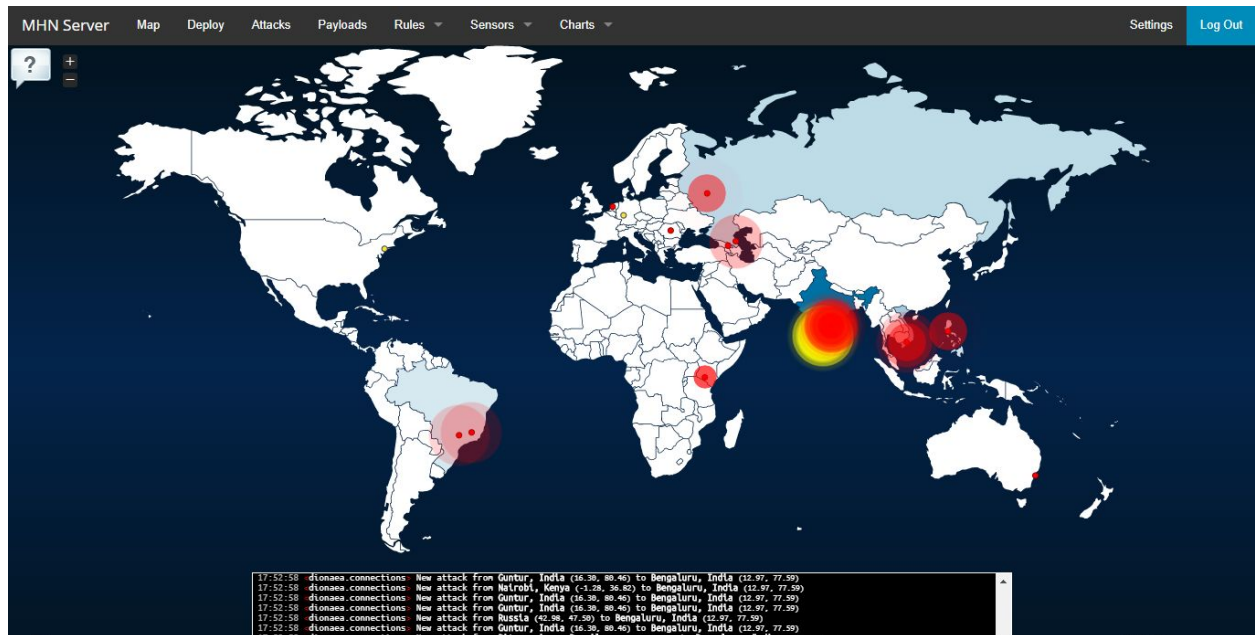 MHN Server Map Deploy Attacks Payloads Rules Sensors Charts Settings Log Out
?
+
−
17:52:58 <dionaea.connections> New attack from Guntur, India (16.30, 80.46) to Bengaluru, India (12.97, 77.59)
17:52:58 <dionaea.connections> New attack from Nairobi, Kenya (-1.28, 36.82) to Bengaluru, India (12.97, 77.59)
17:52:58 <dionaea.connections> New attack from Guntur, India (16.30, 80.46) to Bengaluru, India (12.97, 77.59)
17:52:58 <dionaea.connections> New attack from Guntur, India (16.30, 80.46) to Bengaluru, India (12.97, 77.59)
17:52:58 <dionaea.connections> New attack from Russia (42.98, 47.50) to Bengaluru, India (12.97, 77.59)
17:52:58 <dionaea.connections> New attack from Guntur, India (16.30, 80.46) to Bengaluru, India (12.97, 77.59)